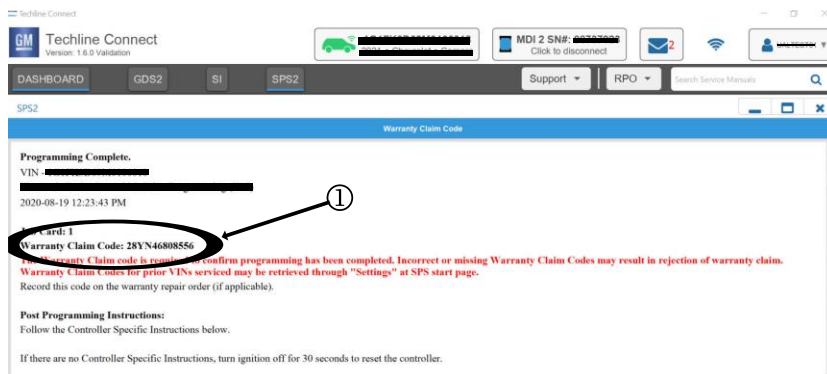 Techline Connect
GM
Techline Connect
Version: 1.6.0 Validation
MDI 2 SN#:
Click to disconnect
2
DASHBOARD GDS2 SI SPS2 Support RPO Search Service Manuals
SPS2
Warranty Claim Code
Programming Complete.
VIN -
2020-08-19 12:23:43 PM
①
Card: 1
Warranty Claim Code: 28YN46808556
The Warranty Claim code is required to confirm programming has been completed. Incorrect or missing Warranty Claim Codes may result in rejection of warranty claim.
Warranty Claim Codes for prior VINs serviced may be retrieved through "Settings" at SPS start page.
Record this code on the warranty repair order (if applicable).
Post Programming Instructions:
Follow the Controller Specific Instructions below.
If there are no Controller Specific Instructions, turn ignition off for 30 seconds to reset the controller.